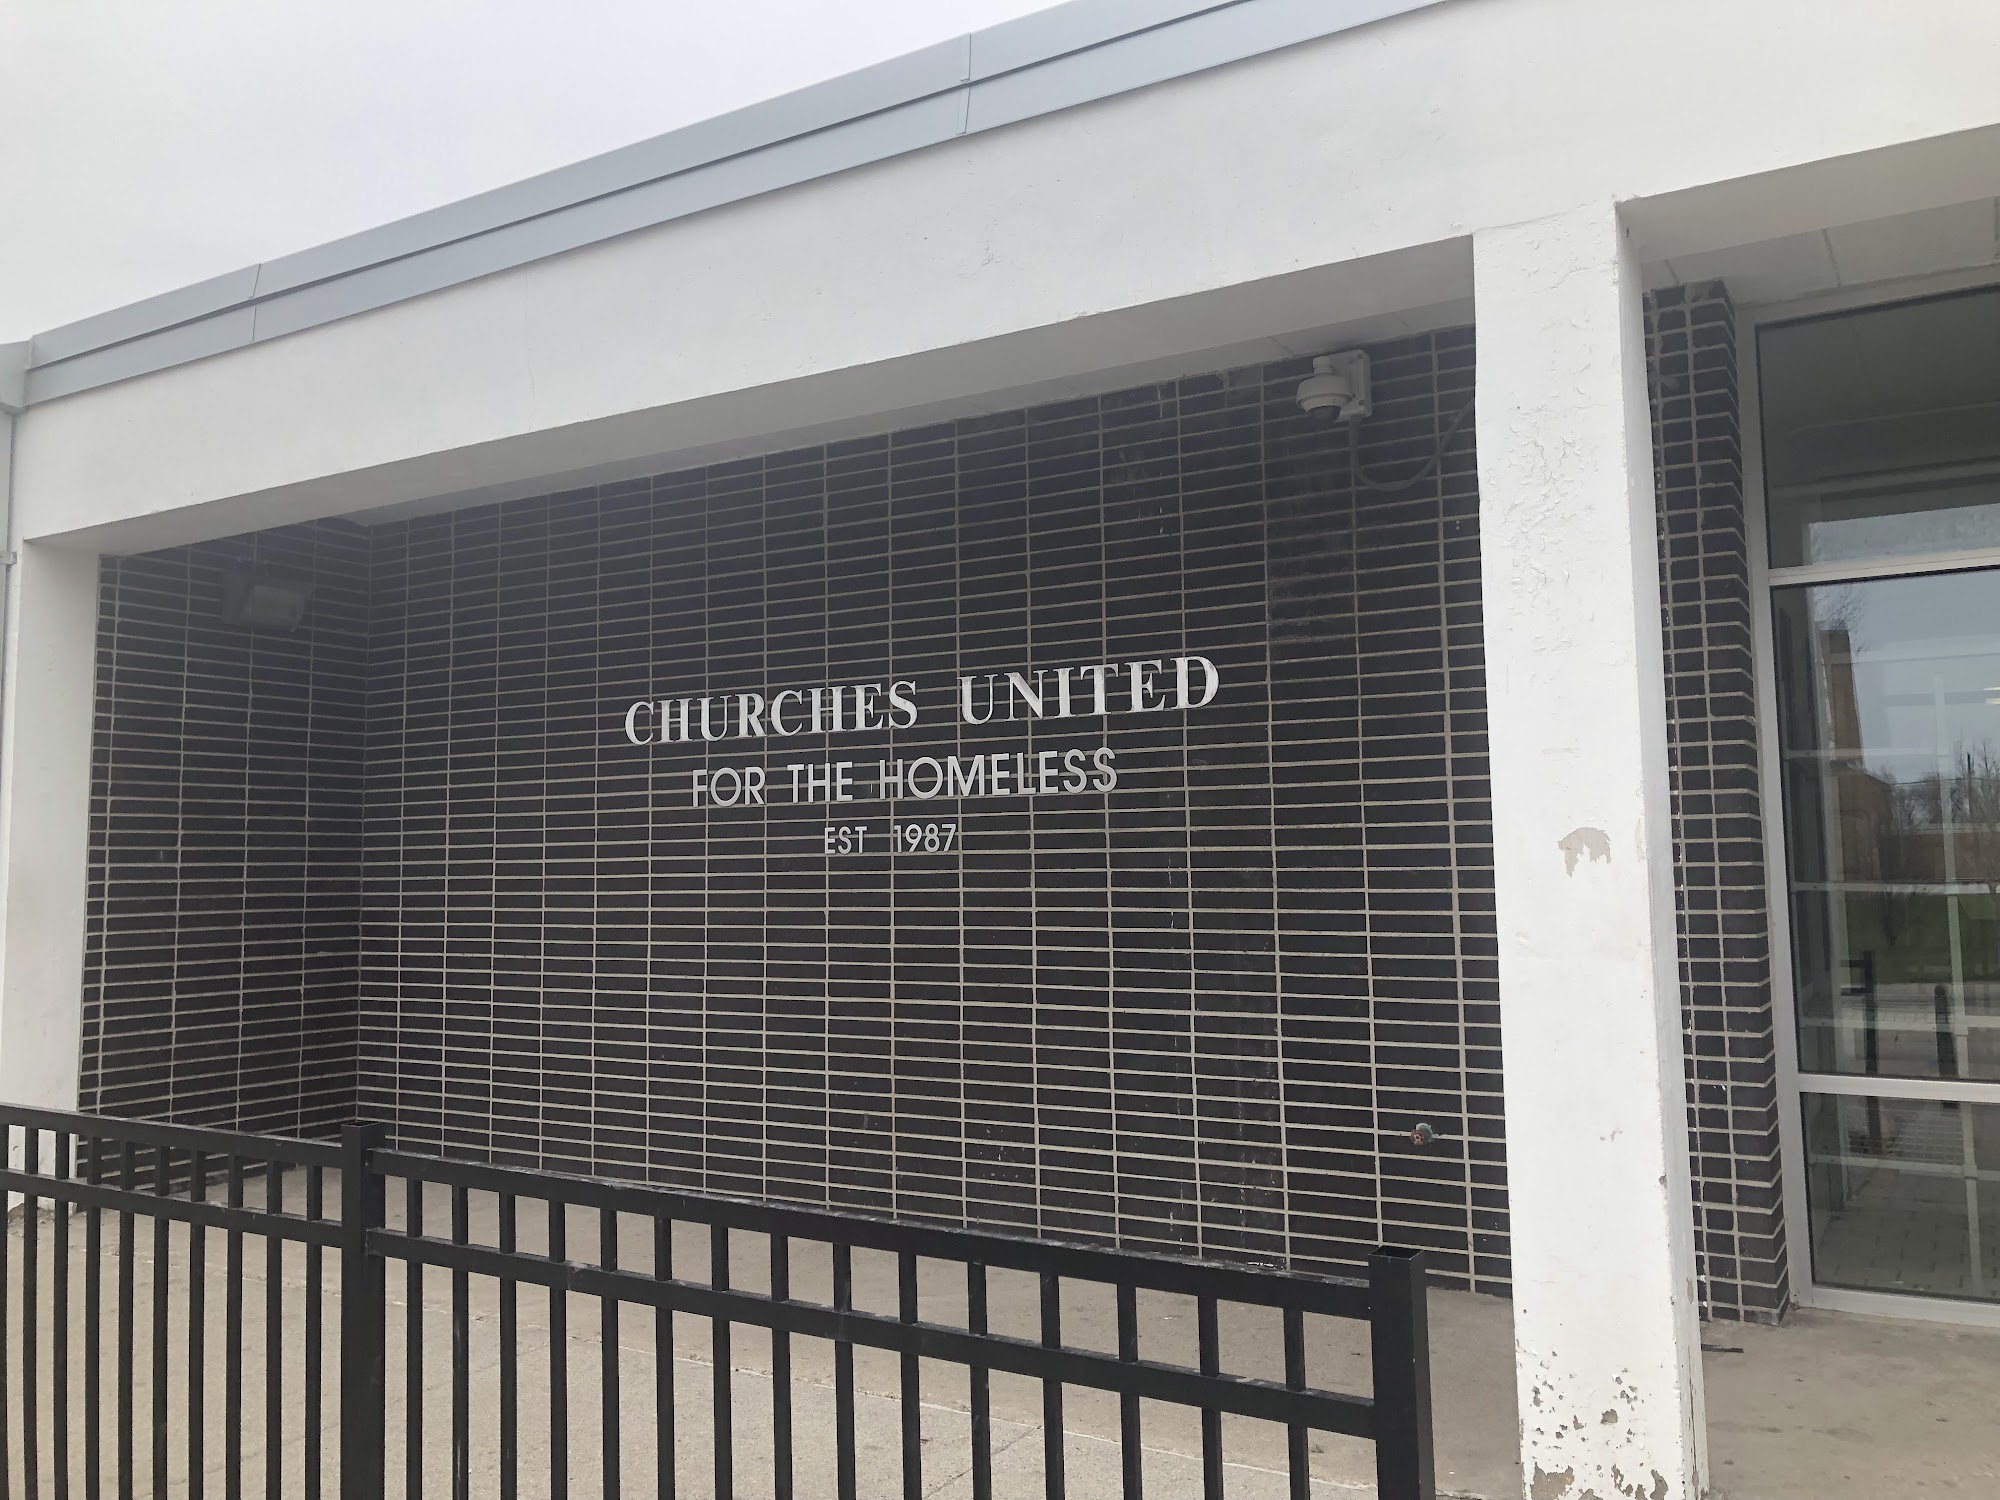 CHURCHES UNITED
FOR THE HOMELESS
EST 1987